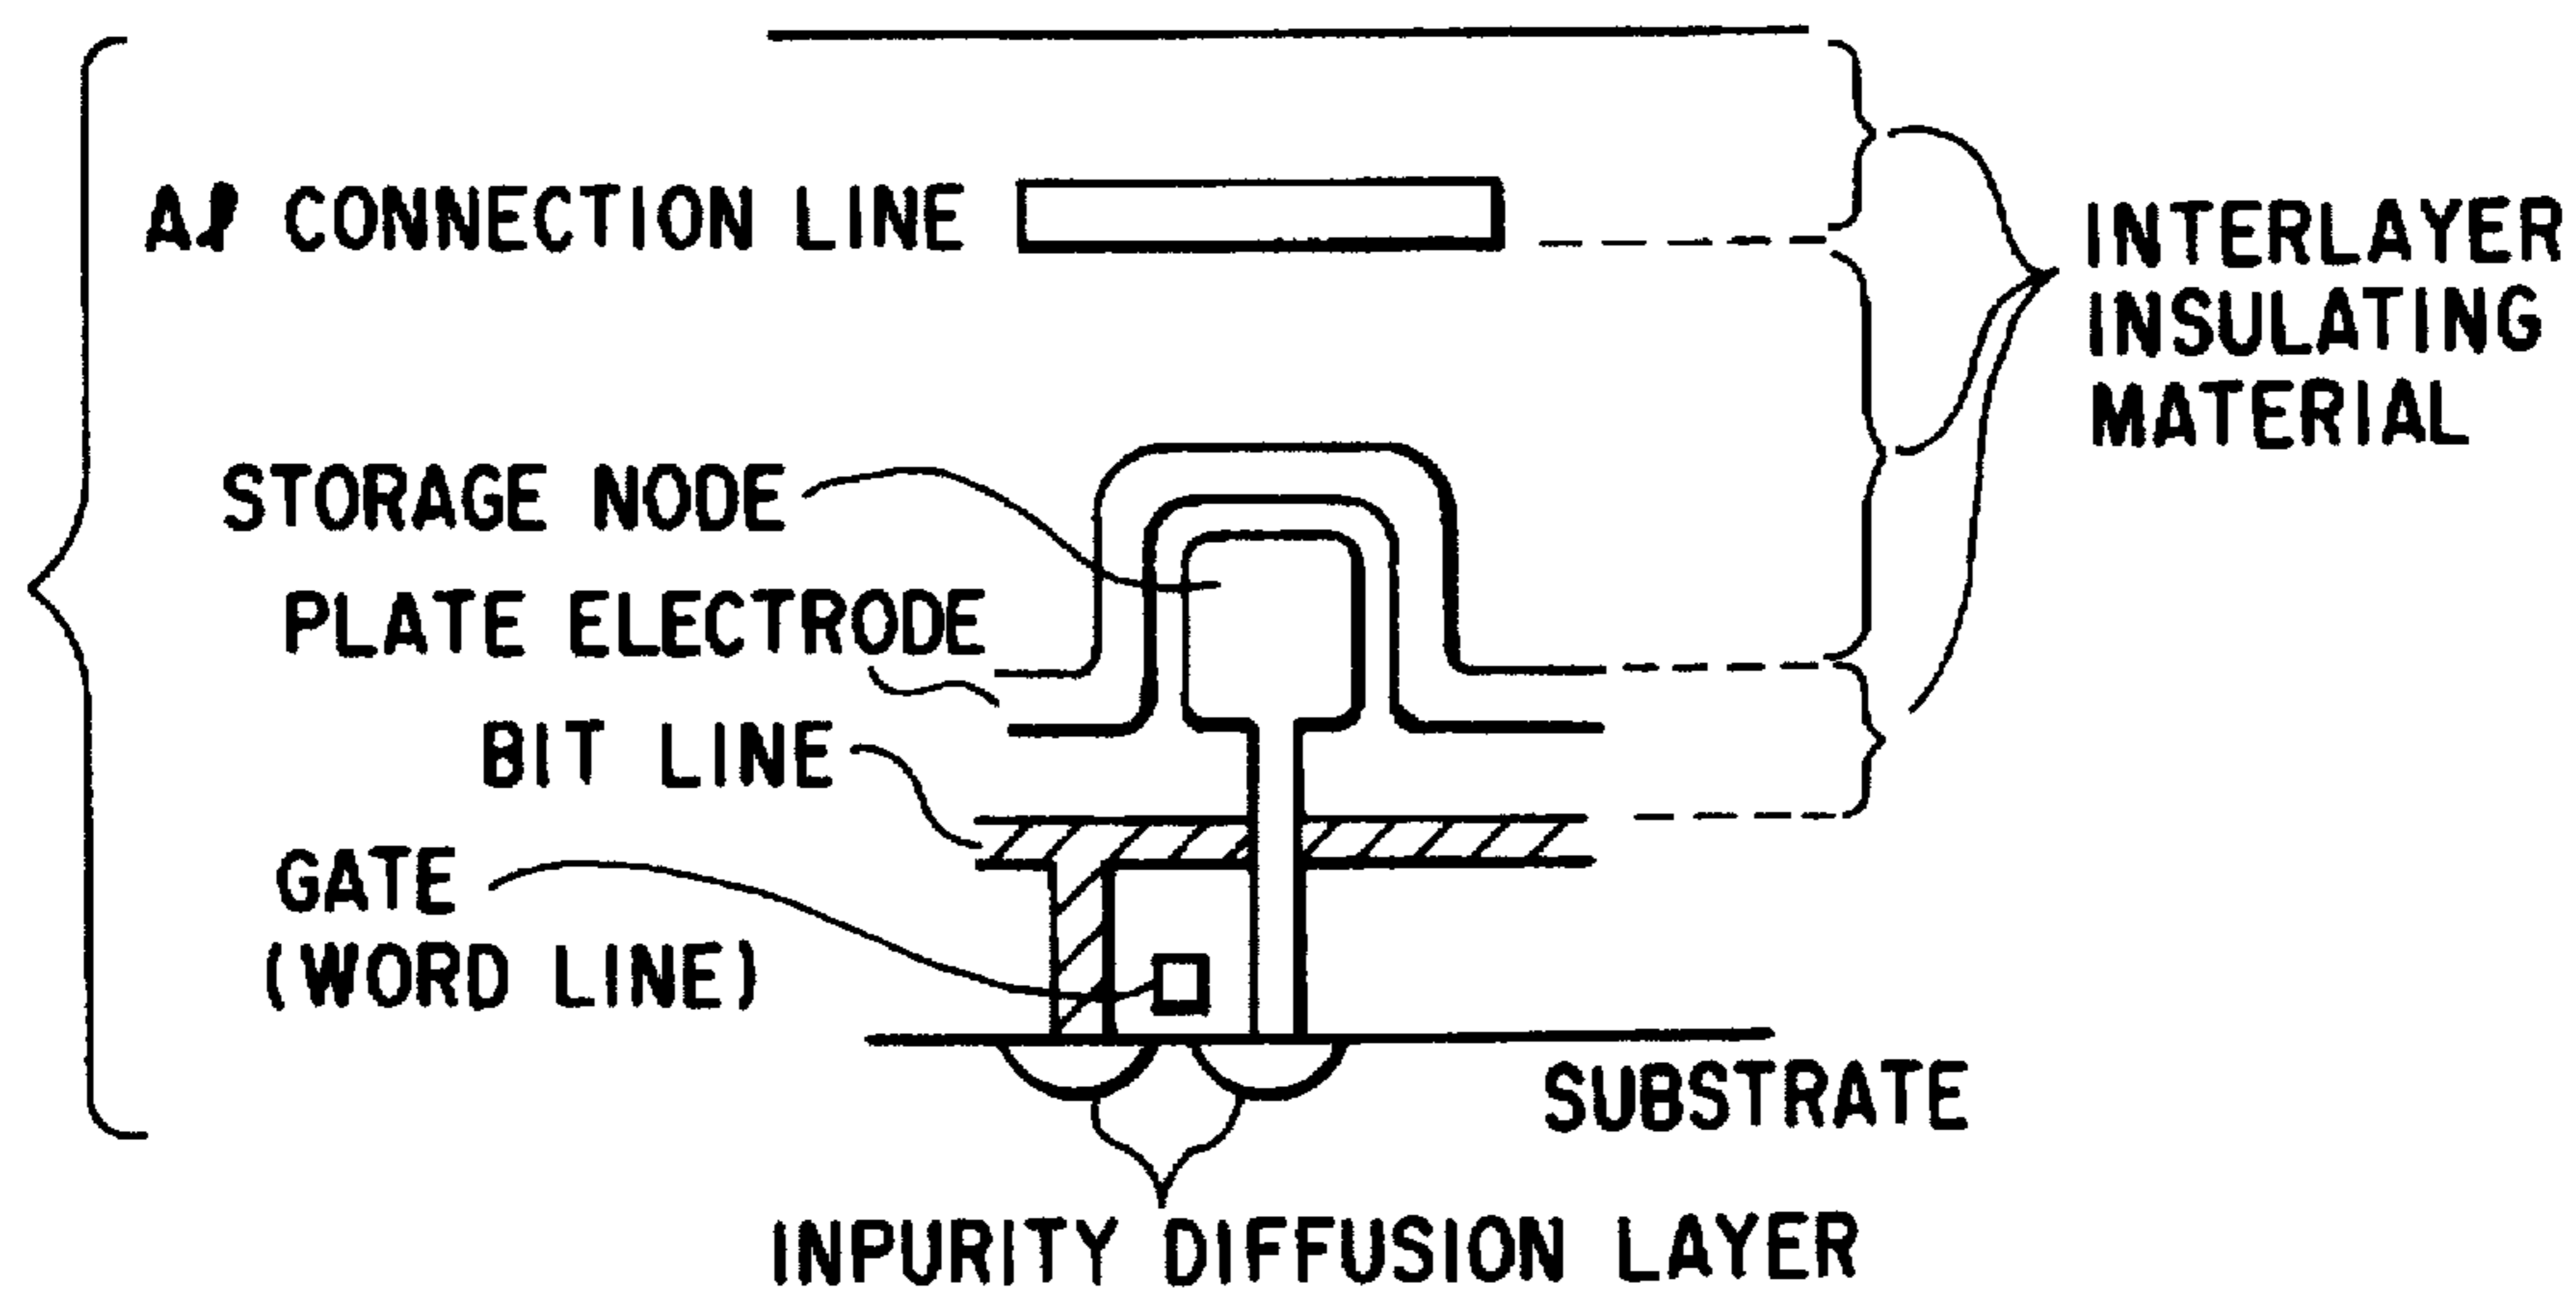 Aℓ CONNECTION LINE
INTERLAYER
INSULATING
MATERIAL
STORAGE NODE
PLATE ELECTRODE
BIT LINE
GATE
(WORD LINE)
SUBSTRATE
INPURITY DIFFUSION LAYER